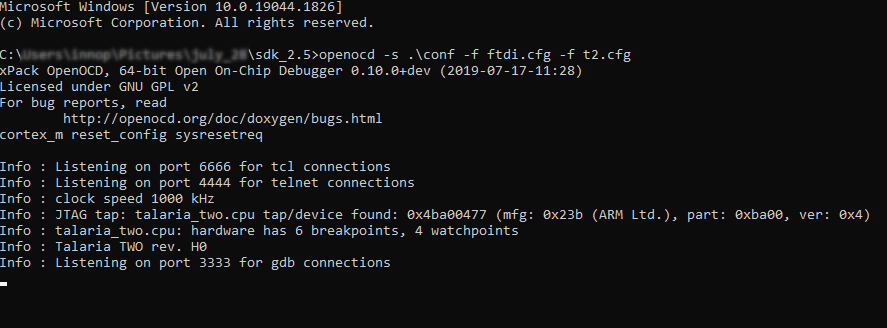 Microsoft Windows [Version 10.0.19044.1826]
(c) Microsoft Corporation. All rights reserved.
C:\ \sdk_2.5>openocd -s .\conf -f ftdi.cfg -f t2.cfg
xPack OpenOCD, 64-bit Open On-Chip Debugger 0.10.0+dev (2019-07-17-11:28)
Licensed under GNU GPL v2
For bug reports, read
http://openocd.org/doc/doxygen/bugs.html
cortex_m reset_config sysresetreq
Info : Listening on port 6666 for tcl connections
Info : Listening on port 4444 for telnet connections
Info : clock speed 1000 kHz
Info : JTAG tap: talaria_two.cpu tap/device found: 0x4ba00477 (mfg: 0x23b (ARM Ltd.), part: 0xba00, ver: 0x4)
Info : talaria_two.cpu: hardware has 6 breakpoints, 4 watchpoints
Info : Talaria TWO rev. H0
Info : Listening on port 3333 for gdb connections